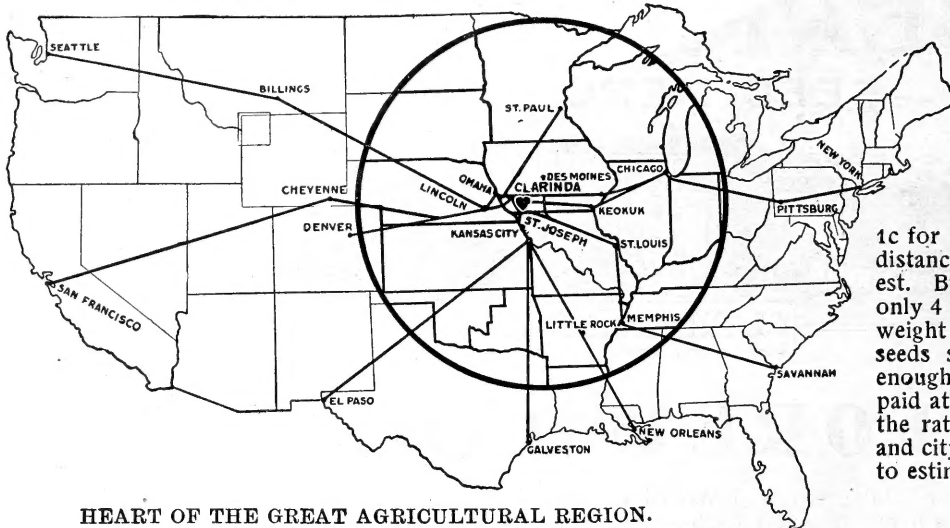 SEATTLE
BILLINGS
ST. PAUL
CHEYENNE
OMAHA
DES MOINES
CLARINDA
CHICAGO
NEW YORK
LINCOLN
DENVER
KEOKUK
PITTSBURG
KANSAS CITY
ST. JOSEPH
ST. LOUIS
SAN FRANCISCO
LITTLE ROCK
MEMPHIS
SAVANNAH
EL PASO
GALVESTON
NEW ORLEANS
HEART OF THE GREAT AGRICULTURAL REGION.
1c for
distanc
est. B
only 4
weight
seeds s
enough
paid at
the rat
and city
to estin